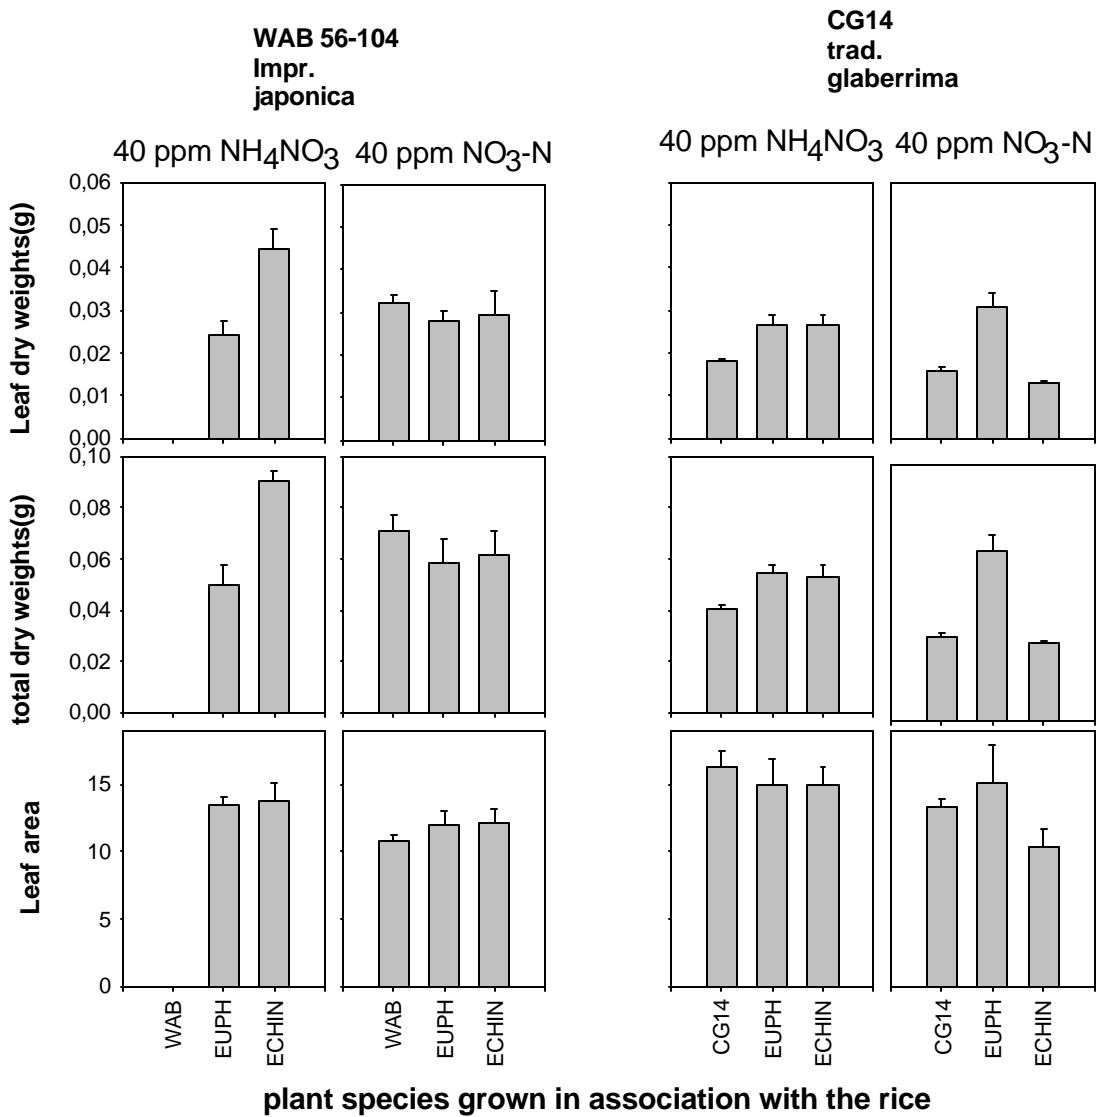 WAB 56-104
Impr.
japonica
CG14
trad.
glaberrima
40 ppm NH4NO3
40 ppm NO3-N
40 ppm NH4NO3
40 ppm NO3-N
Leaf dry weights(g)
0,06
0,05
0,04
0,03
0,02
0,01
0,00
total dry weights(g)
0,10
0,08
0,06
0,04
0,02
0,00
Leaf area
15
10
5
0
WAB
EUPH
ECHIN
WAB
EUPH
ECHIN
CG14
EUPH
ECHIN
CG14
EUPH
ECHIN
plant species grown in association with the rice